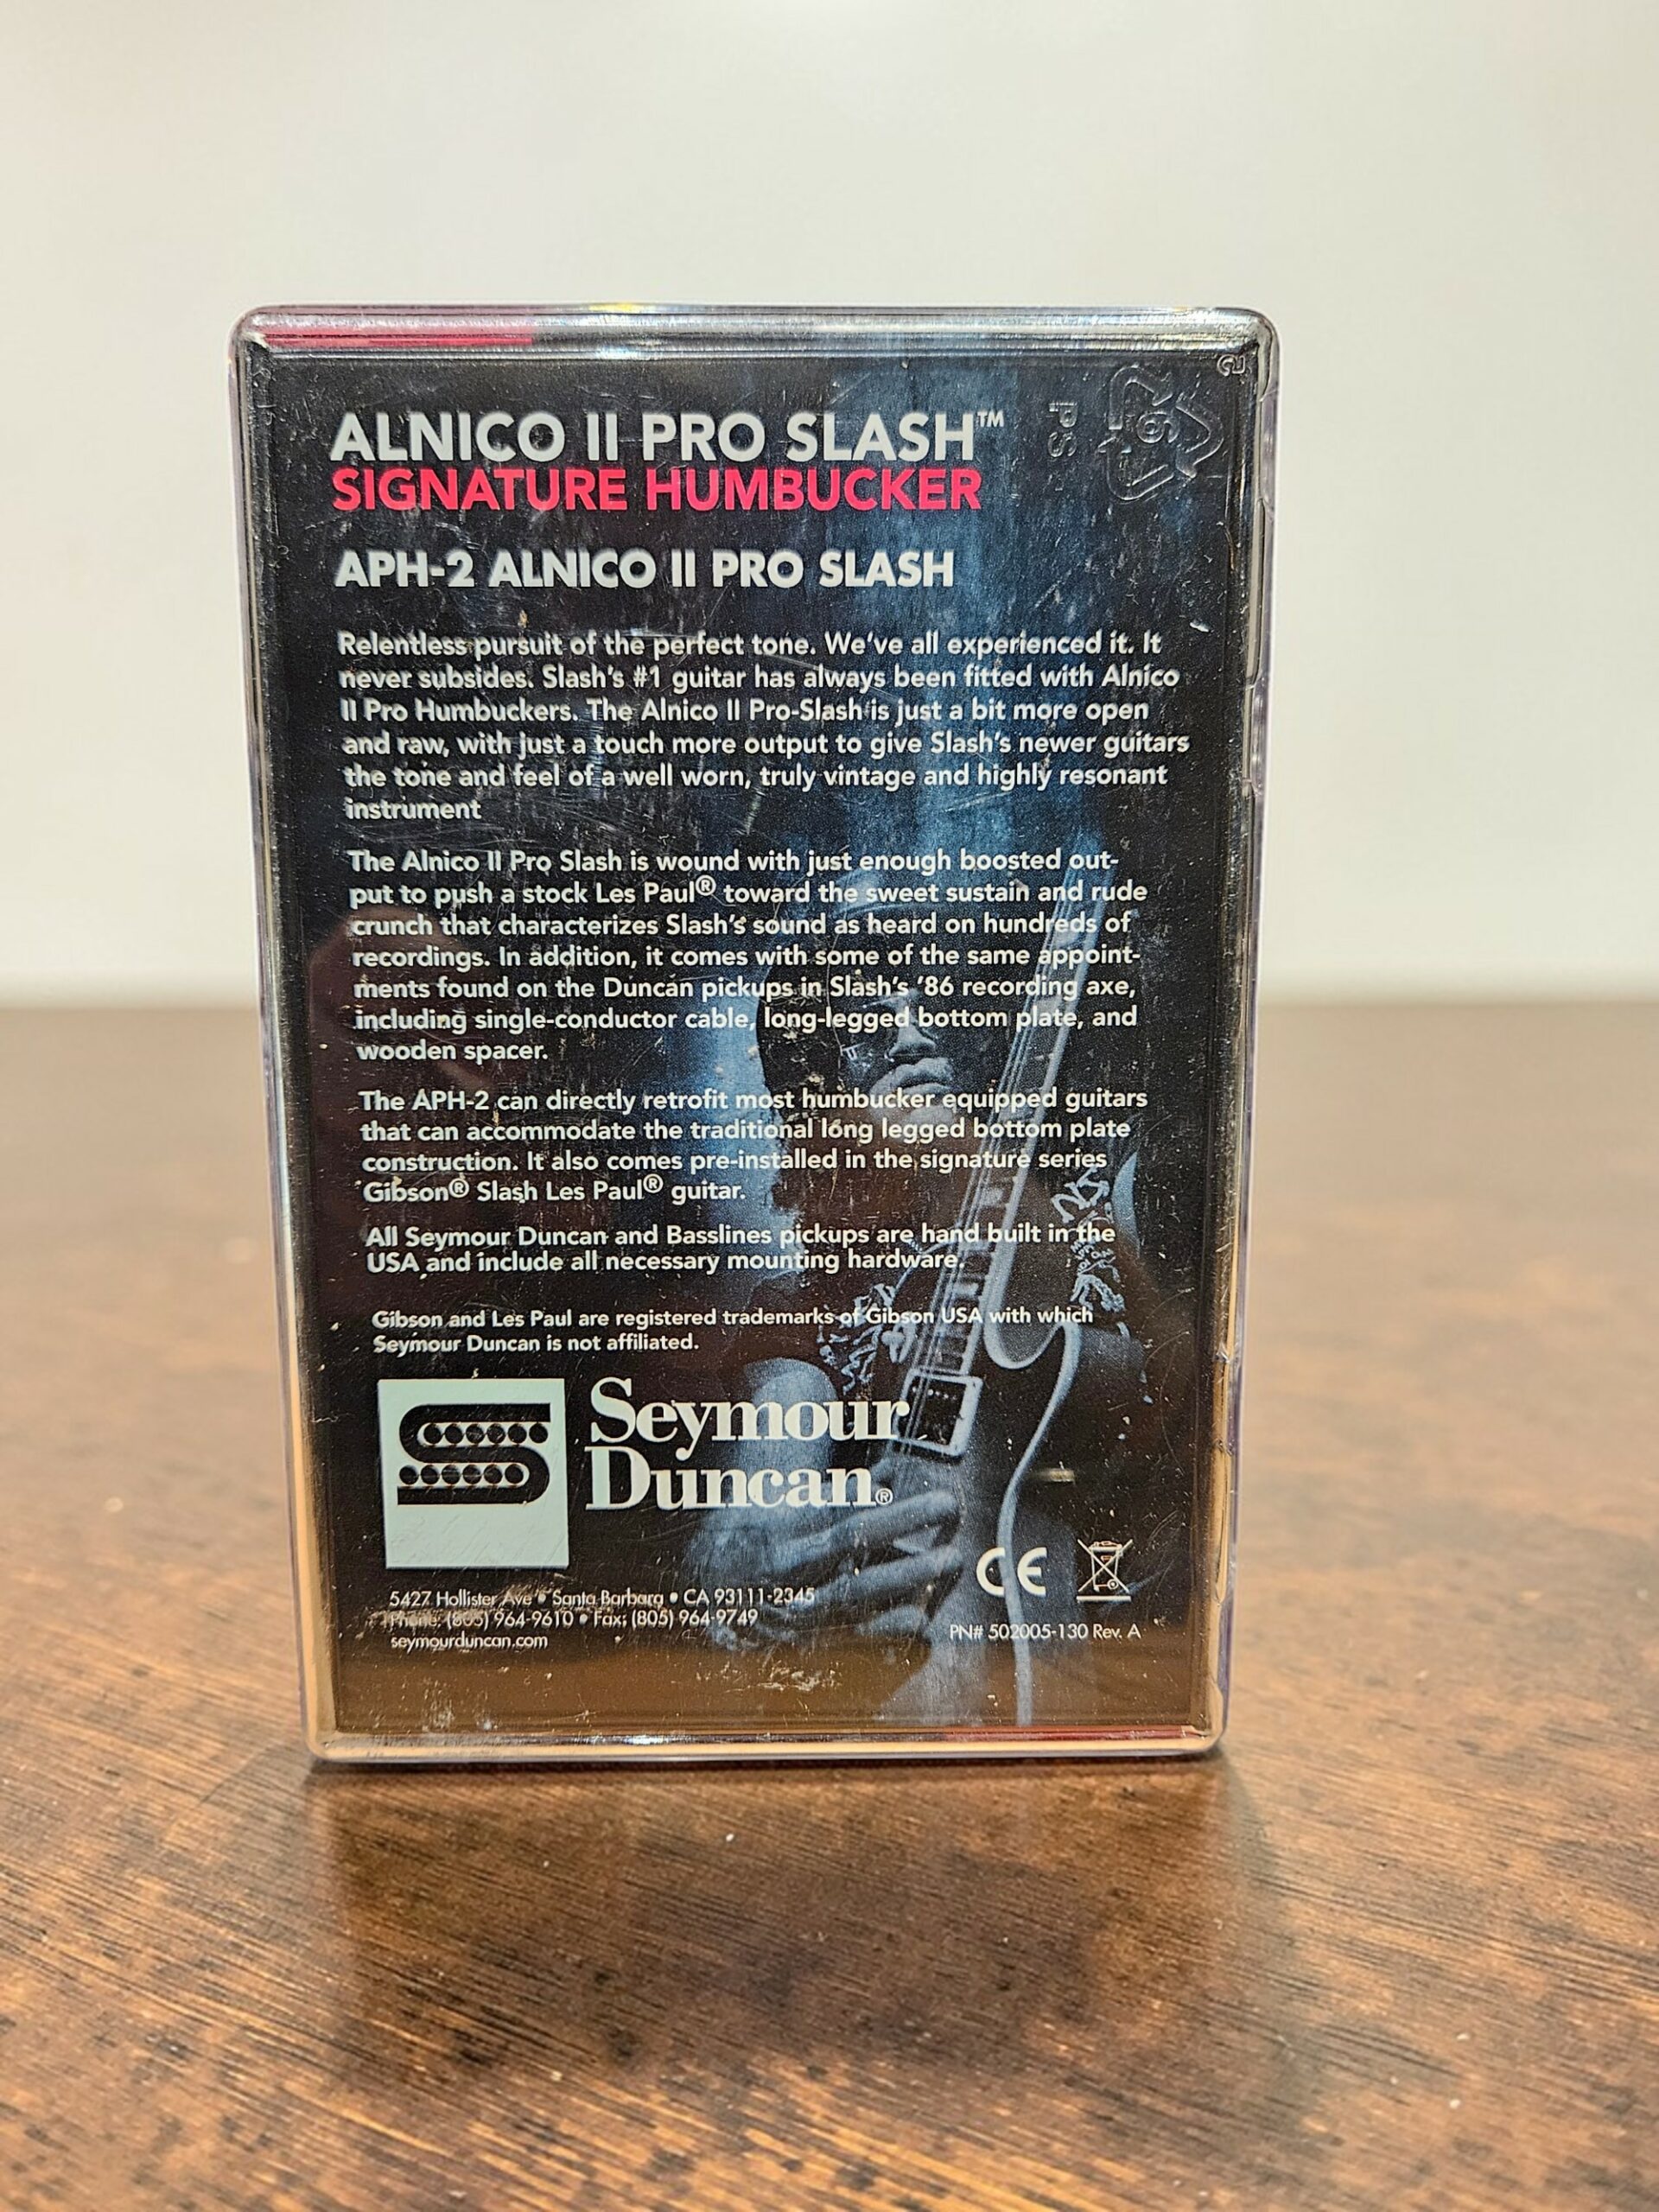 ALNICO II PRO SLASH™
SIGNATURE HUMBUCKER
APH-2 ALNICO II PRO SLASH
Relentless pursuit of the perfect tone. We've all experienced it. It
never subsides. Slash's #1 guitar has always been fitted with Alnico
II Pro Humbuckers. The Alnico II Pro-Slash is just a bit more open
and raw, with just a touch more output to give Slash's newer guitars
the tone and feel of a well worn, truly vintage and highly resonant
instrument
The Alnico II Pro Slash is wound with just enough boosted out-
put to push a stock Les Paul® toward the sweet sustain and rude
crunch that characterizes Slash's sound as heard on hundreds of
recordings. In addition, it comes with some of the same appoint-
ments found on the Duncan pickups in Slash's '86 recording axe,
including single-conductor cable, long-legged bottom plate, and
wooden spacer.
The APH-2 can directly retrofit most humbucker equipped guitars
that can accommodate the traditional long legged bottom plate
construction. It also comes pre-installed in the signature series
Gibson® Slash Les Paul® guitar.
All Seymour Duncan and Basslines pickups are hand built in the
USA and include all necessary mounting hardware.
Gibson and Les Paul are registered trademarks of Gibson USA with which
Seymour Duncan is not affiliated.
Seymour
Duncan®
5427 Hollister Ave • Santa Barbara • CA 93111-2345
Phone: (805) 964-9610 • Fax: (805) 964-9749
seymourduncan.com
CE
PN# 502005-130 Rev. A
PS
6